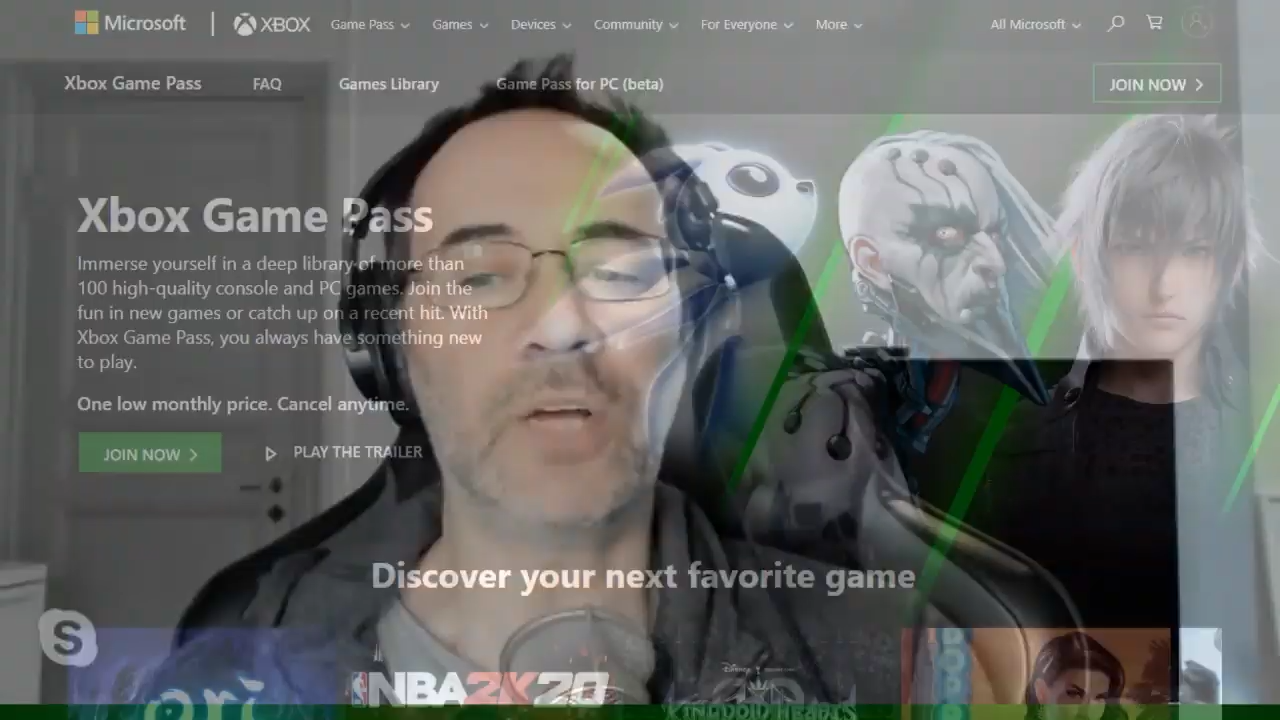 Microsoft | XBOX Game Pass Games Devices Community For Everyone More All Microsoft
Xbox Game Pass FAQ Games Library Game Pass for PC (beta) JOIN NOW
Xbox Game Pass
Immerse yourself in a deep library of more than
100 high-quality console and PC games. Join the
fun in new games or catch up on a recent hit. With
Xbox Game Pass, you always have something new
to play.
One low monthly price. Cancel anytime.
JOIN NOW PLAY THE TRAILER
Discover your next favorite game
S
ori NBA2K20 Disney KINGDOM HEARTS